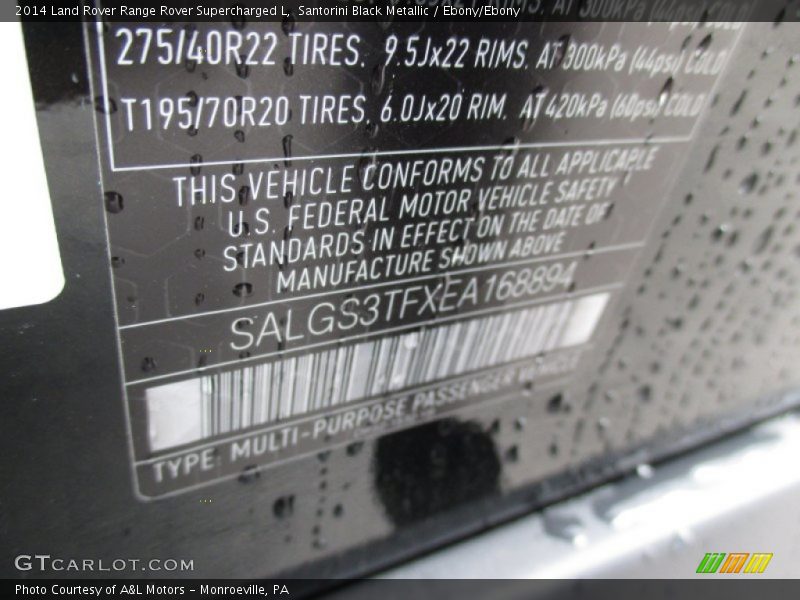 2014 Land Rover Range Rover Supercharged L, Santorini Black Metallic / Ebony/Ebony
275/40R22 TIRES. 9.5Jx22 RIMS. AT 300kPa (44psi) COLD
T195/70R20 TIRES. 6.0Jx20 RIM. AT 420kPa (60psi) COLD
THIS VEHICLE CONFORMS TO ALL APPLICABLE
U.S. FEDERAL MOTOR VEHICLE SAFETY
STANDARDS IN EFFECT ON THE DATE OF
MANUFACTURE SHOWN ABOVE
SALGS3TFXEA168894
TYPE: MULTI-PURPOSE PASSENGER VEHICLE
GTCARLOT.COM
Photo Courtesy of A&L Motors - Monroeville, PA